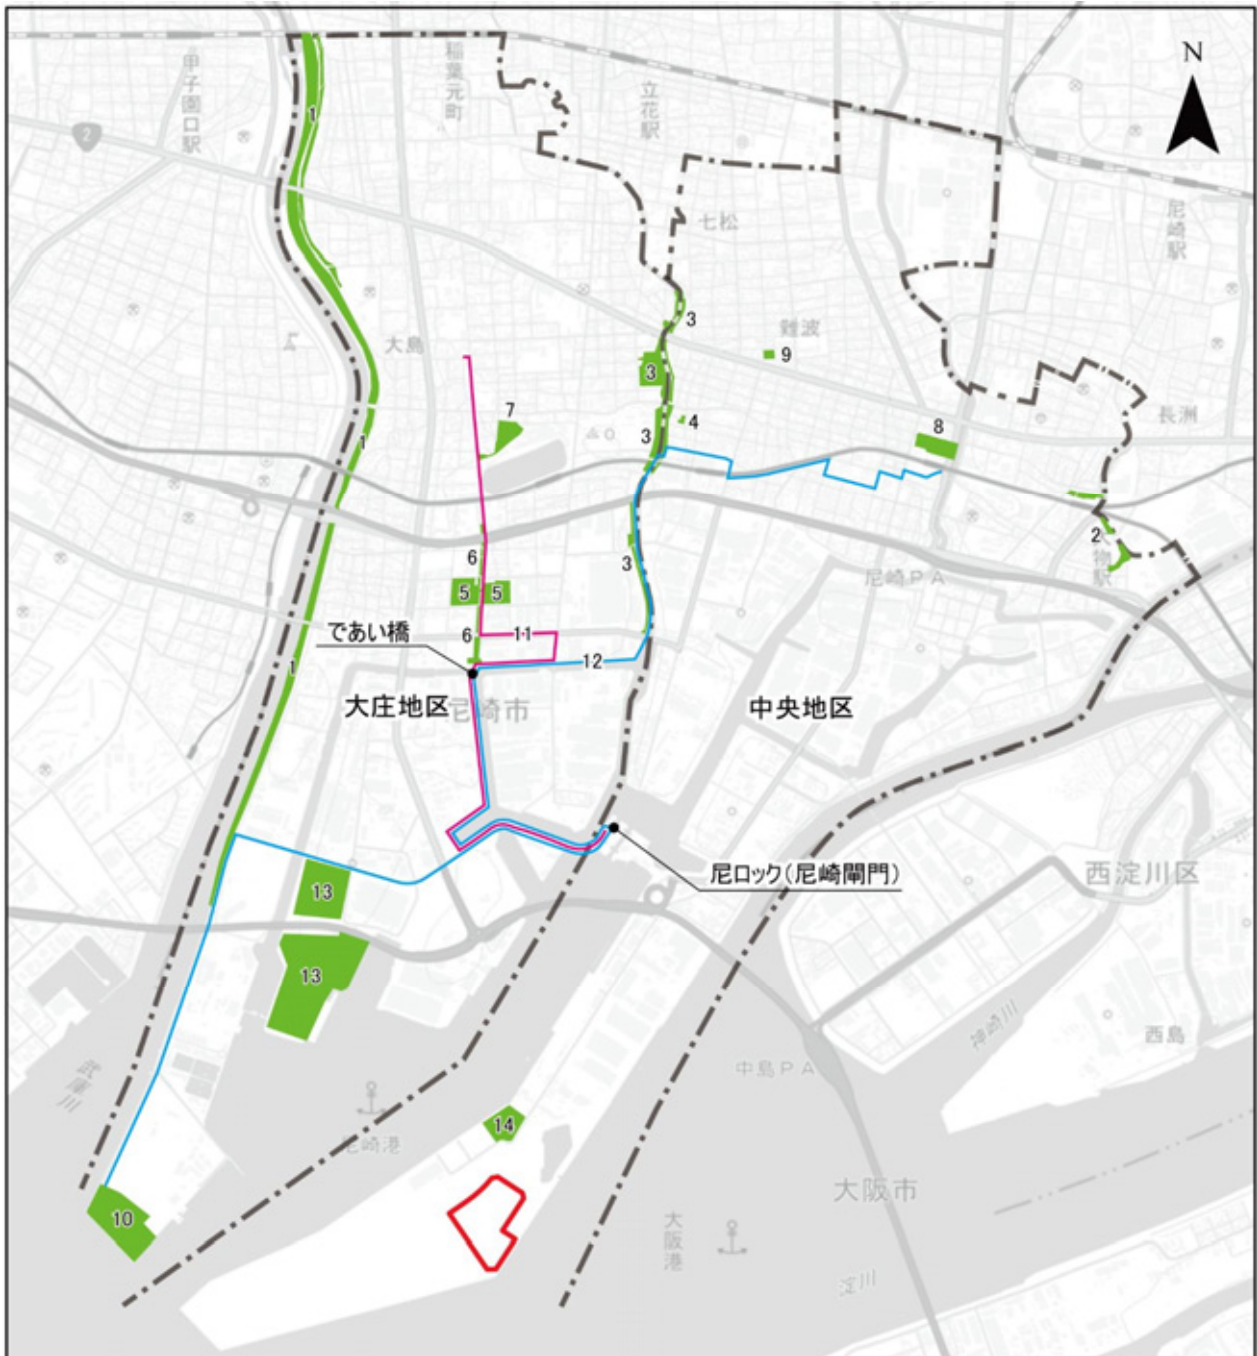 N
甲子園口駅
稲葉元町
立花駅
2
1
七松
尼崎駅
3
難波
9
大島
3
7
4
3
8
長洲
1
6
2
大物駅
5
5
3
尼崎PA
であい橋
6
11
12
1
大庄地区
尼崎市
中央地区
尼ロック(尼崎閘門)
西淀川区
13
13
神崎川
西島
中島PA
武庫川
14
尼崎港
大阪市
10
大阪港
淀川